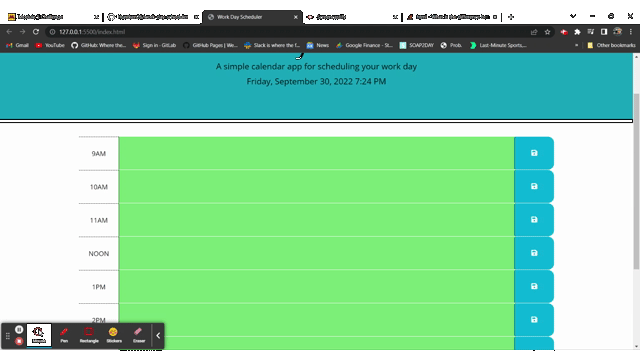 Work Day Scheduler
127.0.0.1:5500/index.html
Gmail YouTube GitHub: Where the... Sign in · GitLab GitHub Pages | We... Slack is where the f... News Google Finance - St... SOAP2DAY Prob. Last-Minute Sports,... Other bookmarks
A simple calendar app for scheduling your work day
Friday, September 30, 2022 7:24 PM
9AM
10AM
11AM
NOON
1PM
2PM
Pen Rectangle Stickers Eraser